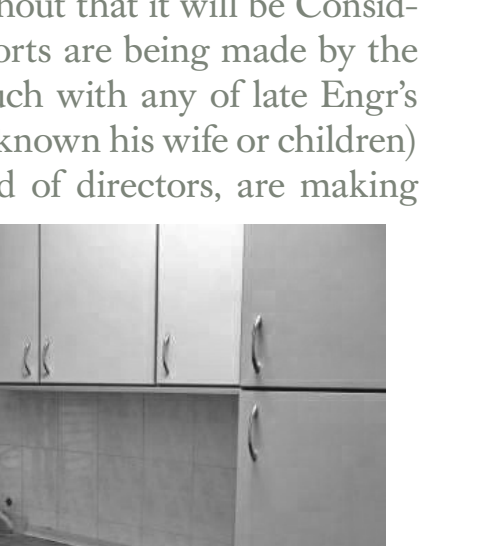 hout that it will be Consid-
orts are being made by the
uch with any of late Engr's
known his wife or children)
d of directors, are making